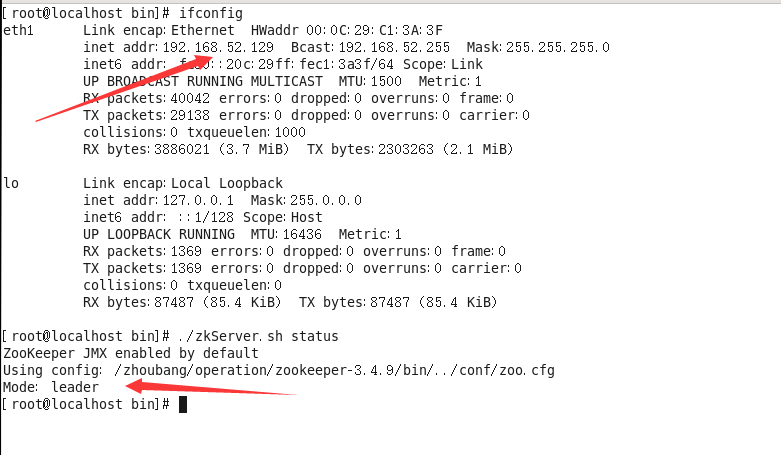 [root@localhost bin]# ifconfig
eth1 Link encap:Ethernet HWaddr 00:0C:29:C1:3A:3F
inet addr:192.168.52.129 Bcast:192.168.52.255 Mask:255.255.255.0
inet6 addr: ::20c:29ff:fec1:3a3f/64 Scope:Link
UP BROADCAST RUNNING MULTICAST MTU:1500 Metric:1
RX packets:40042 errors:0 dropped:0 overruns:0 frame:0
TX packets:29138 errors:0 dropped:0 overruns:0 carrier:0
collisions:0 txqueuelen:1000
RX bytes:3886021 (3.7 MiB) TX bytes:2303263 (2.1 MiB)
lo Link encap:Local Loopback
inet addr:127.0.0.1 Mask:255.0.0.0
inet6 addr: ::1/128 Scope:Host
UP LOOPBACK RUNNING MTU:16436 Metric:1
RX packets:1369 errors:0 dropped:0 overruns:0 frame:0
TX packets:1369 errors:0 dropped:0 overruns:0 carrier:0
collisions:0 txqueuelen:0
RX bytes:87487 (85.4 KiB) TX bytes:87487 (85.4 KiB)
[root@localhost bin]# ./zkServer.sh status
ZooKeeper JMX enabled by default
Using config: /zhoubang/operation/zookeeper-3.4.9/bin/../conf/zoo.cfg
Mode: leader
[root@localhost bin]#